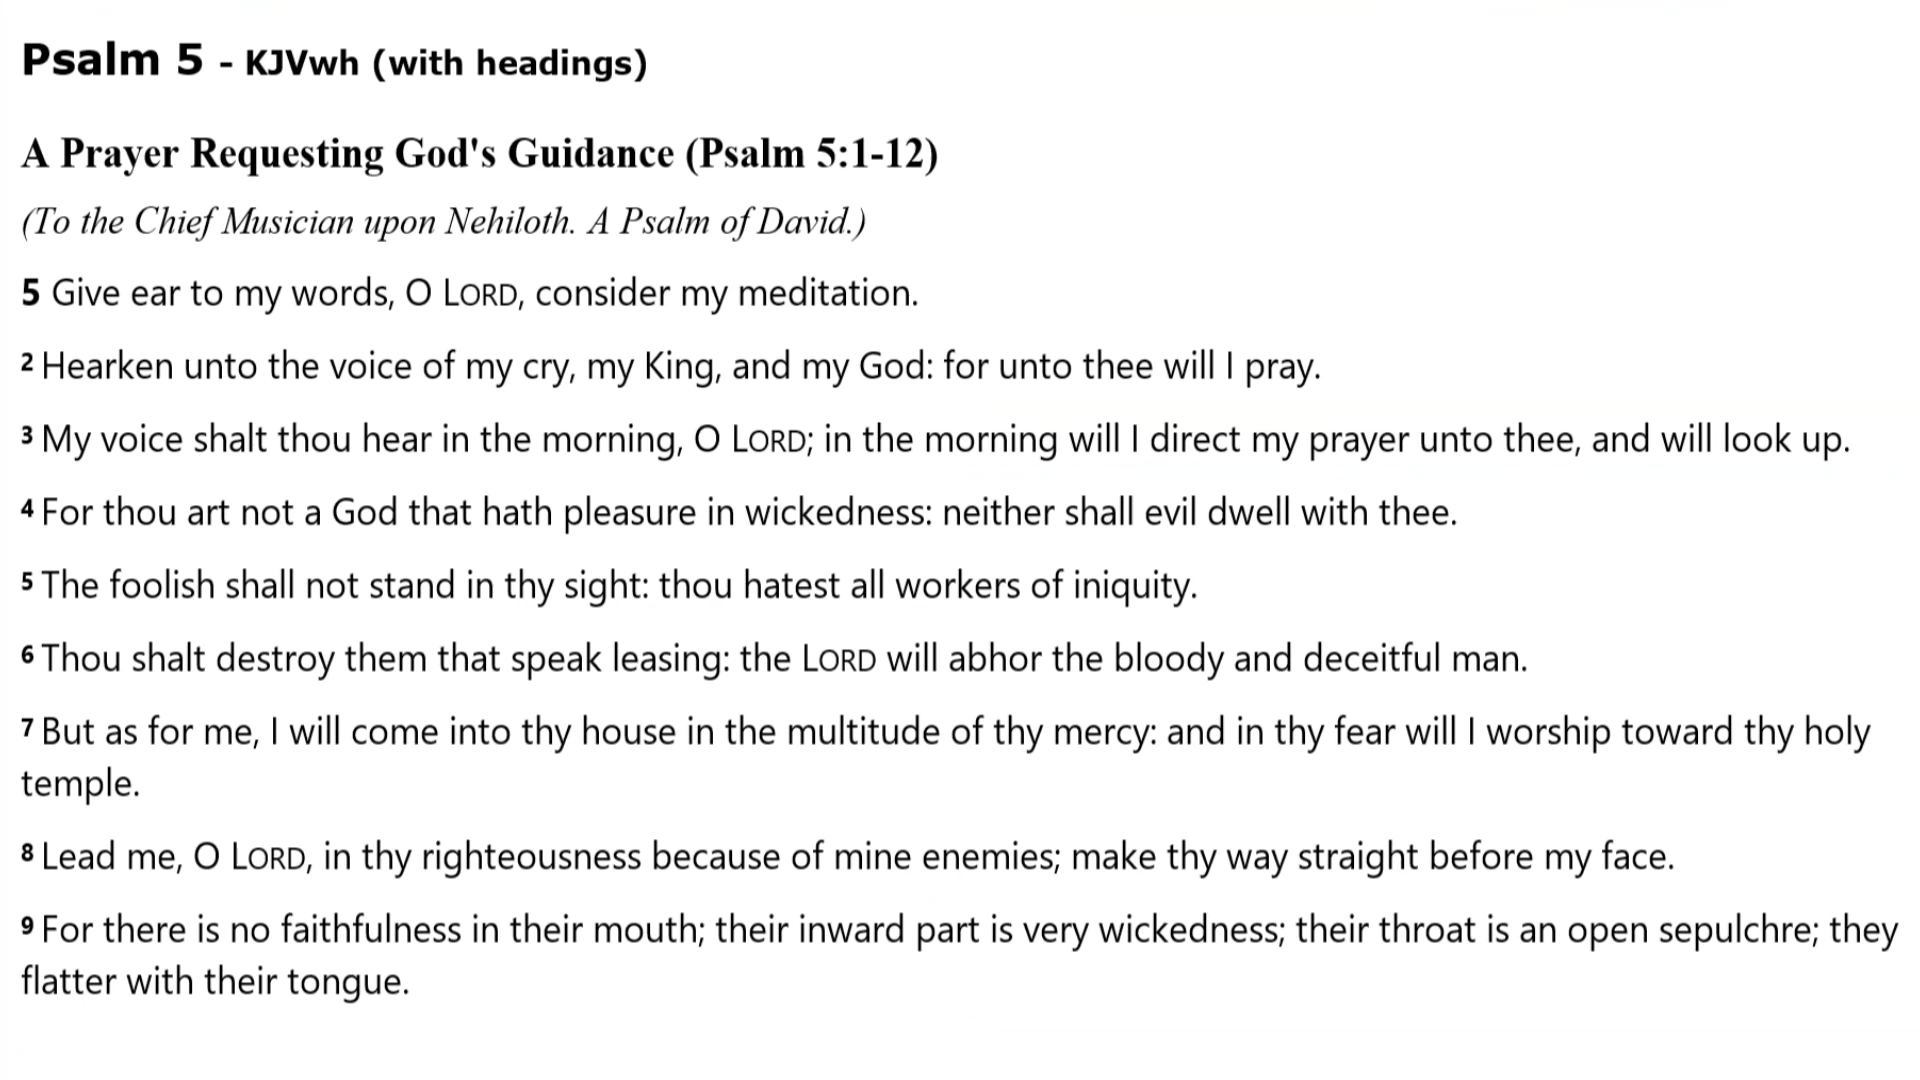 Psalm 5 - KJVwh (with headings)
A Prayer Requesting God's Guidance (Psalm 5:1-12)
(To the Chief Musician upon Nehiloth. A Psalm of David.)
5 Give ear to my words, O LORD, consider my meditation.
2 Hearken unto the voice of my cry, my King, and my God: for unto thee will I pray.
3 My voice shalt thou hear in the morning, O LORD; in the morning will I direct my prayer unto thee, and will look up.
4 For thou art not a God that hath pleasure in wickedness: neither shall evil dwell with thee.
5 The foolish shall not stand in thy sight: thou hatest all workers of iniquity.
6 Thou shalt destroy them that speak leasing: the LORD will abhor the bloody and deceitful man.
7 But as for me, I will come into thy house in the multitude of thy mercy: and in thy fear will I worship toward thy holy
temple.
8 Lead me, O LORD, in thy righteousness because of mine enemies; make thy way straight before my face.
9 For there is no faithfulness in their mouth; their inward part is very wickedness; their throat is an open sepulchre; they
flatter with their tongue.